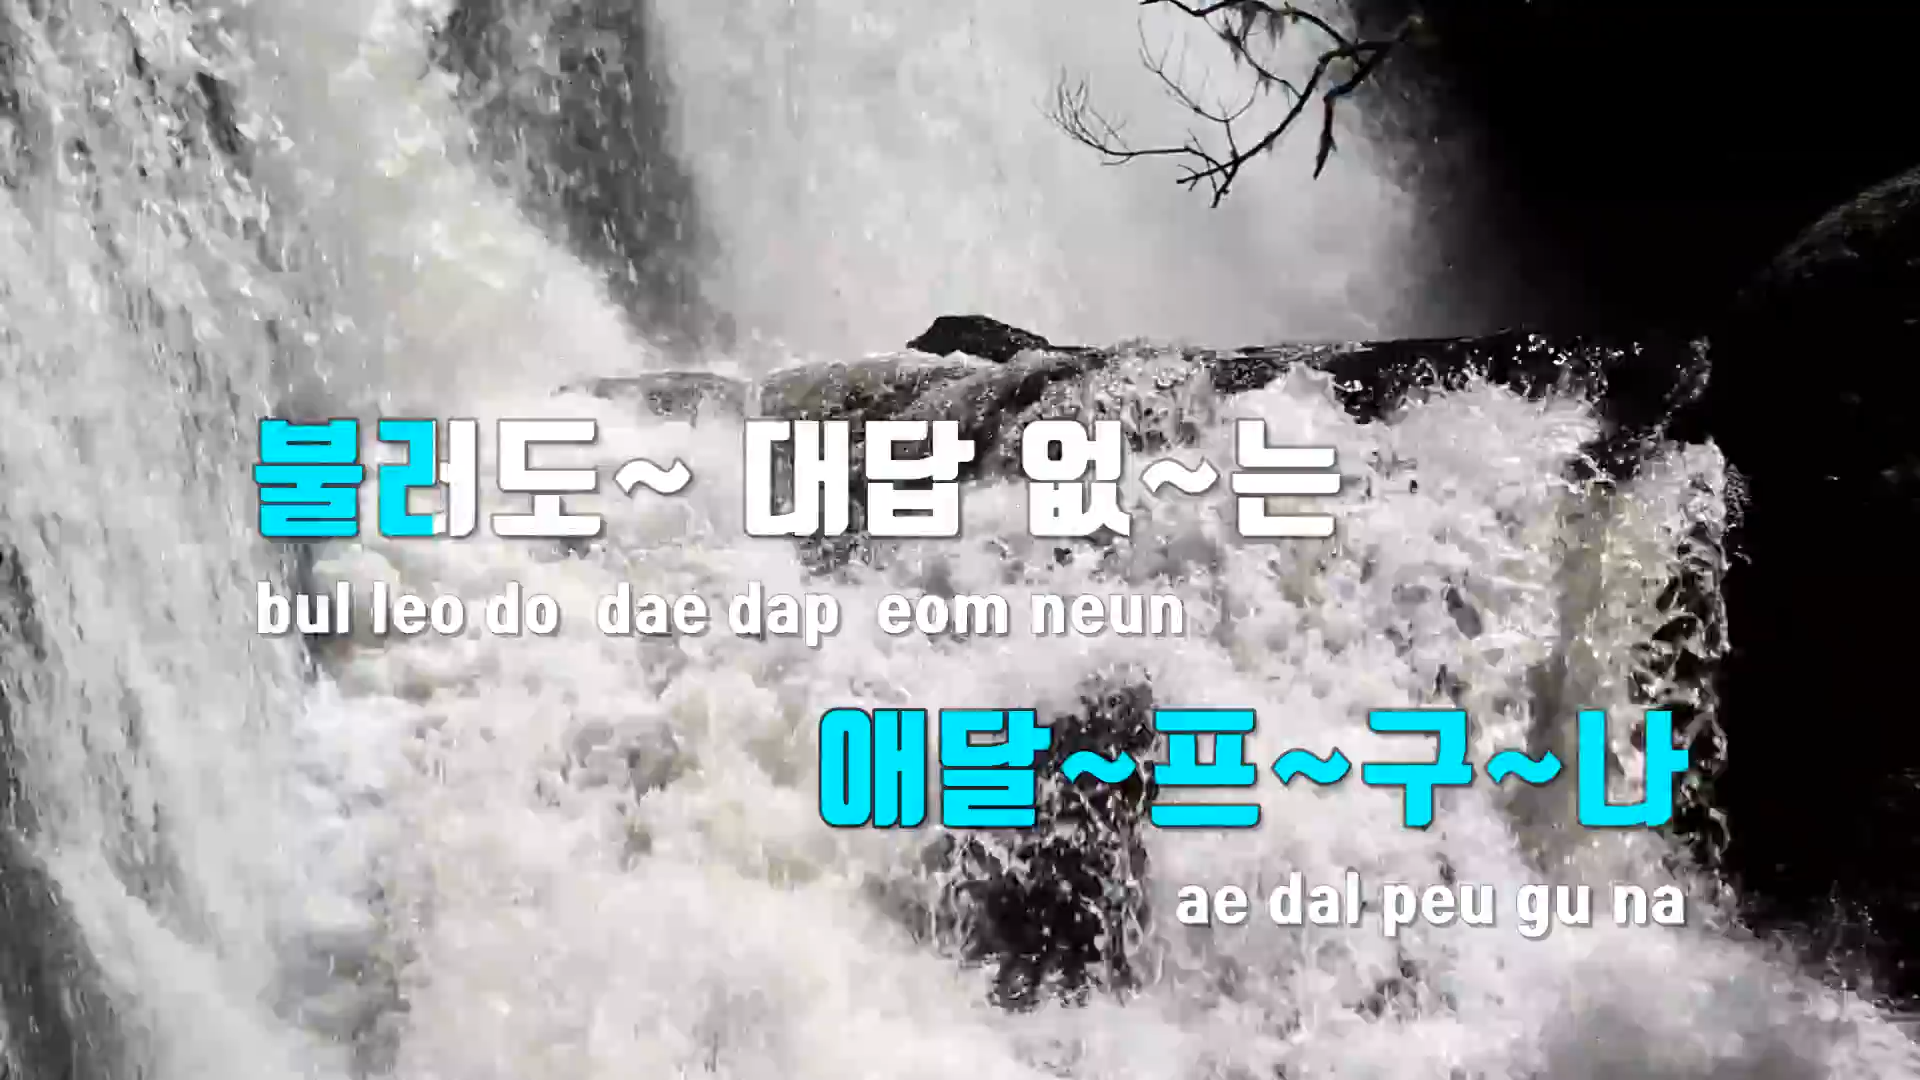 불러도~ 대답 없~는
bul leo do dae dap eom neun
애달~프~구~나
ae dal peu gu na